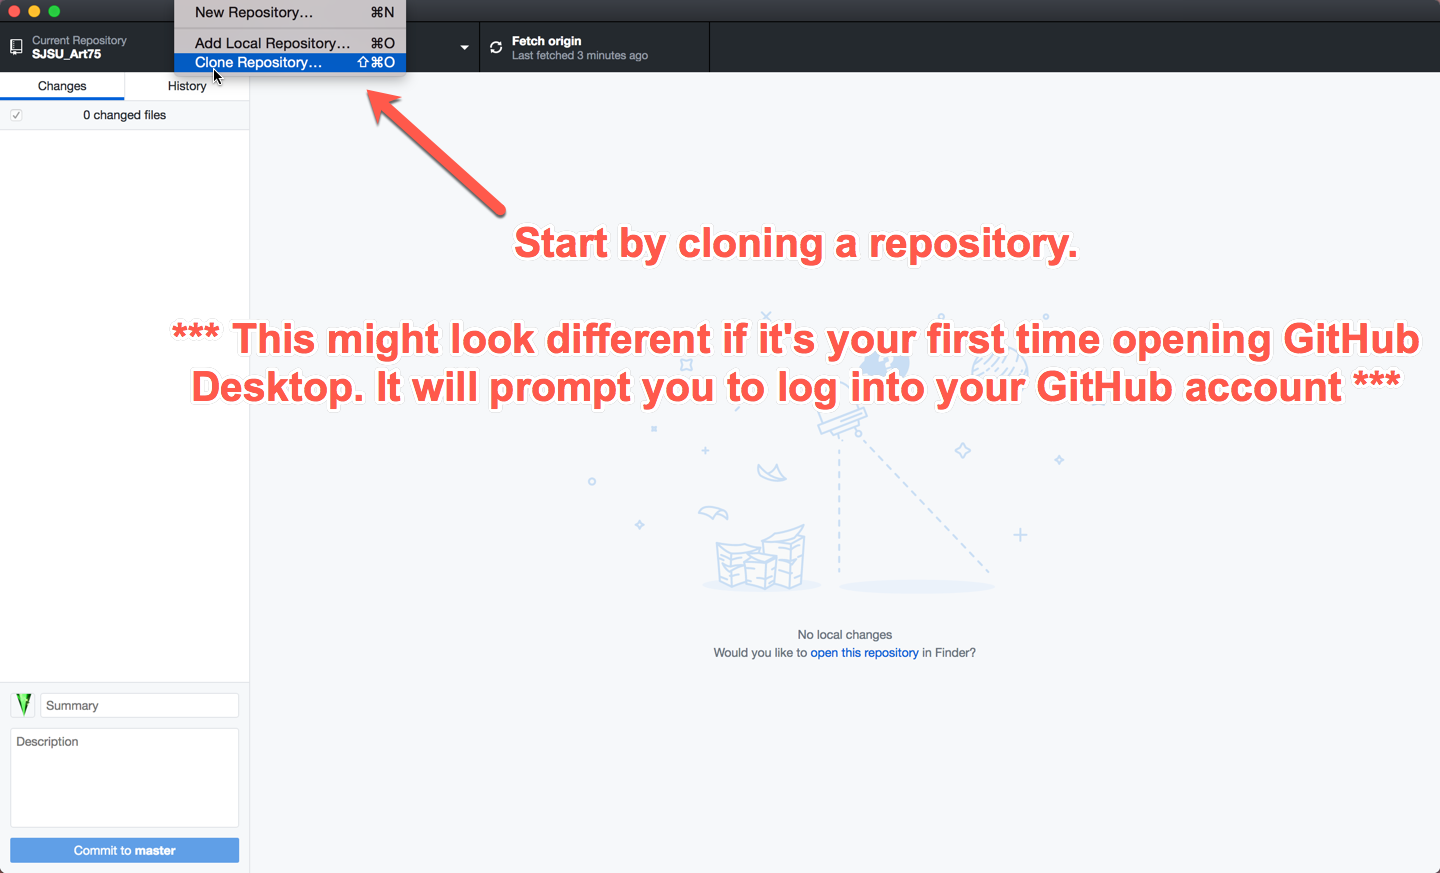 New Repository… ⌘N
Add Local Repository… ⌘O
Clone Repository… ⇧⌘O
Current Repository
SJSU_Art75
Fetch origin
Last fetched 3 minutes ago
Changes
History
0 changed files
Start by cloning a repository.
*** This might look different if it's your first time opening GitHub
Desktop. It will prompt you to log into your GitHub account ***
No local changes
Would you like to open this repository in Finder?
Summary
Description
Commit to master